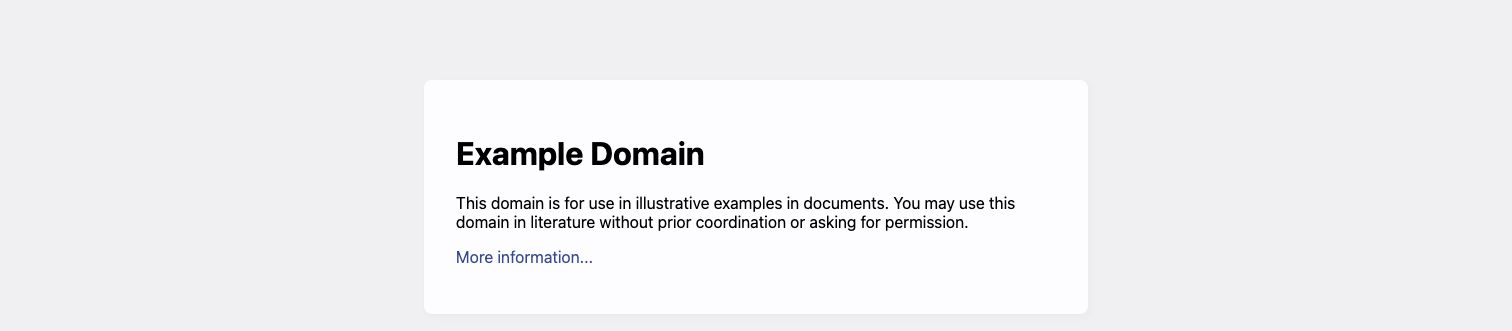 Example Domain
This domain is for use in illustrative examples in documents. You may use this
domain in literature without prior coordination or asking for permission.
More information...